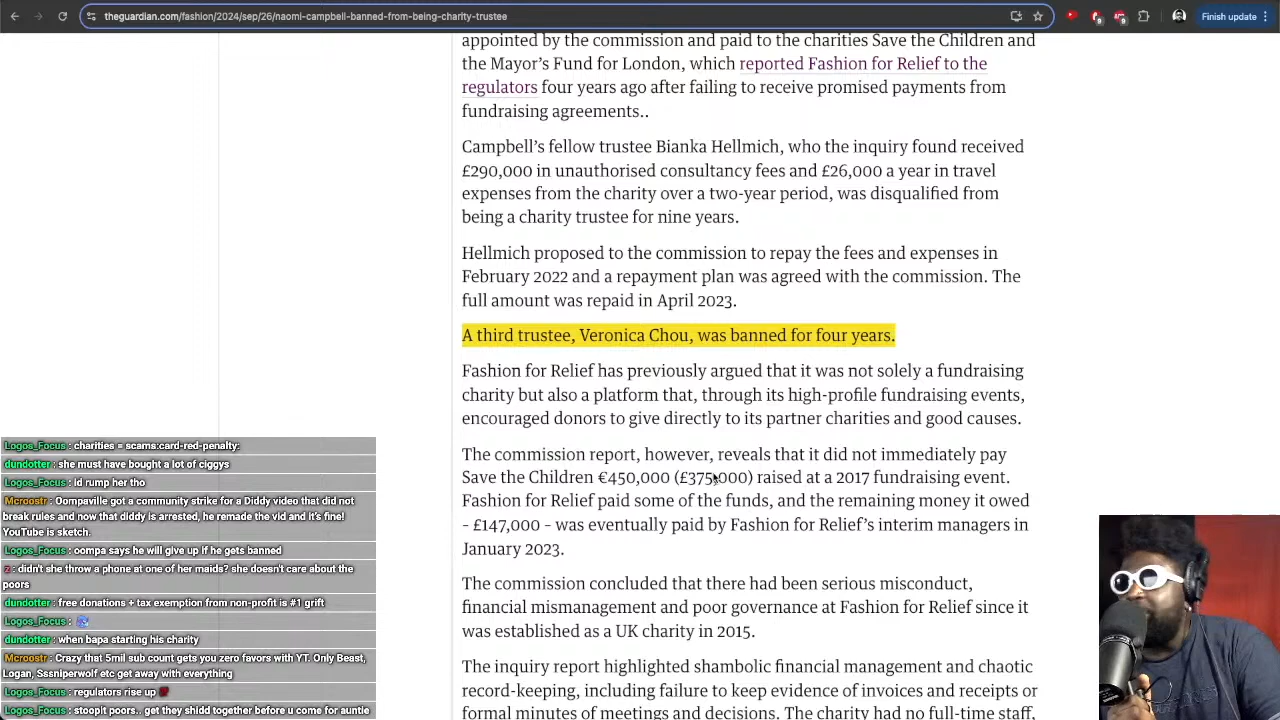 theguardian.com/fashion/2024/sep/26/naomi-campbell-banned-from-being-charity-trustee
Finish update
appointed by the commission and paid to the charities Save the Children and
the Mayor's Fund for London, which reported Fashion for Relief to the
regulators four years ago after failing to receive promised payments from
fundraising agreements..
Campbell's fellow trustee Bianka Hellmich, who the inquiry found received
£290,000 in unauthorised consultancy fees and £26,000 a year in travel
expenses from the charity over a two-year period, was disqualified from
being a charity trustee for nine years.
Hellmich proposed to the commission to repay the fees and expenses in
February 2022 and a repayment plan was agreed with the commission. The
full amount was repaid in April 2023.
A third trustee, Veronica Chou, was banned for four years.
Fashion for Relief has previously argued that it was not solely a fundraising
charity but also a platform that, through its high-profile fundraising events,
encouraged donors to give directly to its partner charities and good causes.
The commission report, however, reveals that it did not immediately pay
Save the Children €450,000 (£375,000) raised at a 2017 fundraising event.
Fashion for Relief paid some of the funds, and the remaining money it owed
- £147,000 - was eventually paid by Fashion for Relief's interim managers in
January 2023.
The commission concluded that there had been serious misconduct,
financial mismanagement and poor governance at Fashion for Relief since it
was established as a UK charity in 2015.
The inquiry report highlighted shambolic financial management and chaotic
record-keeping, including failure to keep evidence of invoices and receipts or
formal minutes of meetings and decisions. The charity had no full-time staff,
Logos_Focus : charities = scams:card-red-penalty:
dundotter : she must have bought a lot of ciggys
Logos_Focus : id rump her tho
Mcroostr : Oompaville got a community strike for a Diddy video that did not
break rules and now that diddy is arrested, he remade the vid and it's fine!
YouTube is sketch.
Logos_Focus : oompa says he will give up if he gets banned
z : didn't she throw a phone at one of her maids? she doesn't care about the
poors
dundotter : free donations + tax exemption from non-profit is #1 grift
Logos_Focus :
dundotter : when bapa starting his charity
Mcroostr : Crazy that 5mil sub count gets you zero favors with YT. Only Beast,
Logan, Sssniperwolf etc get away with everything
Logos_Focus : regulators rise up
Logos_Focus : stoopit poors.. get they shidd together before u come for auntie